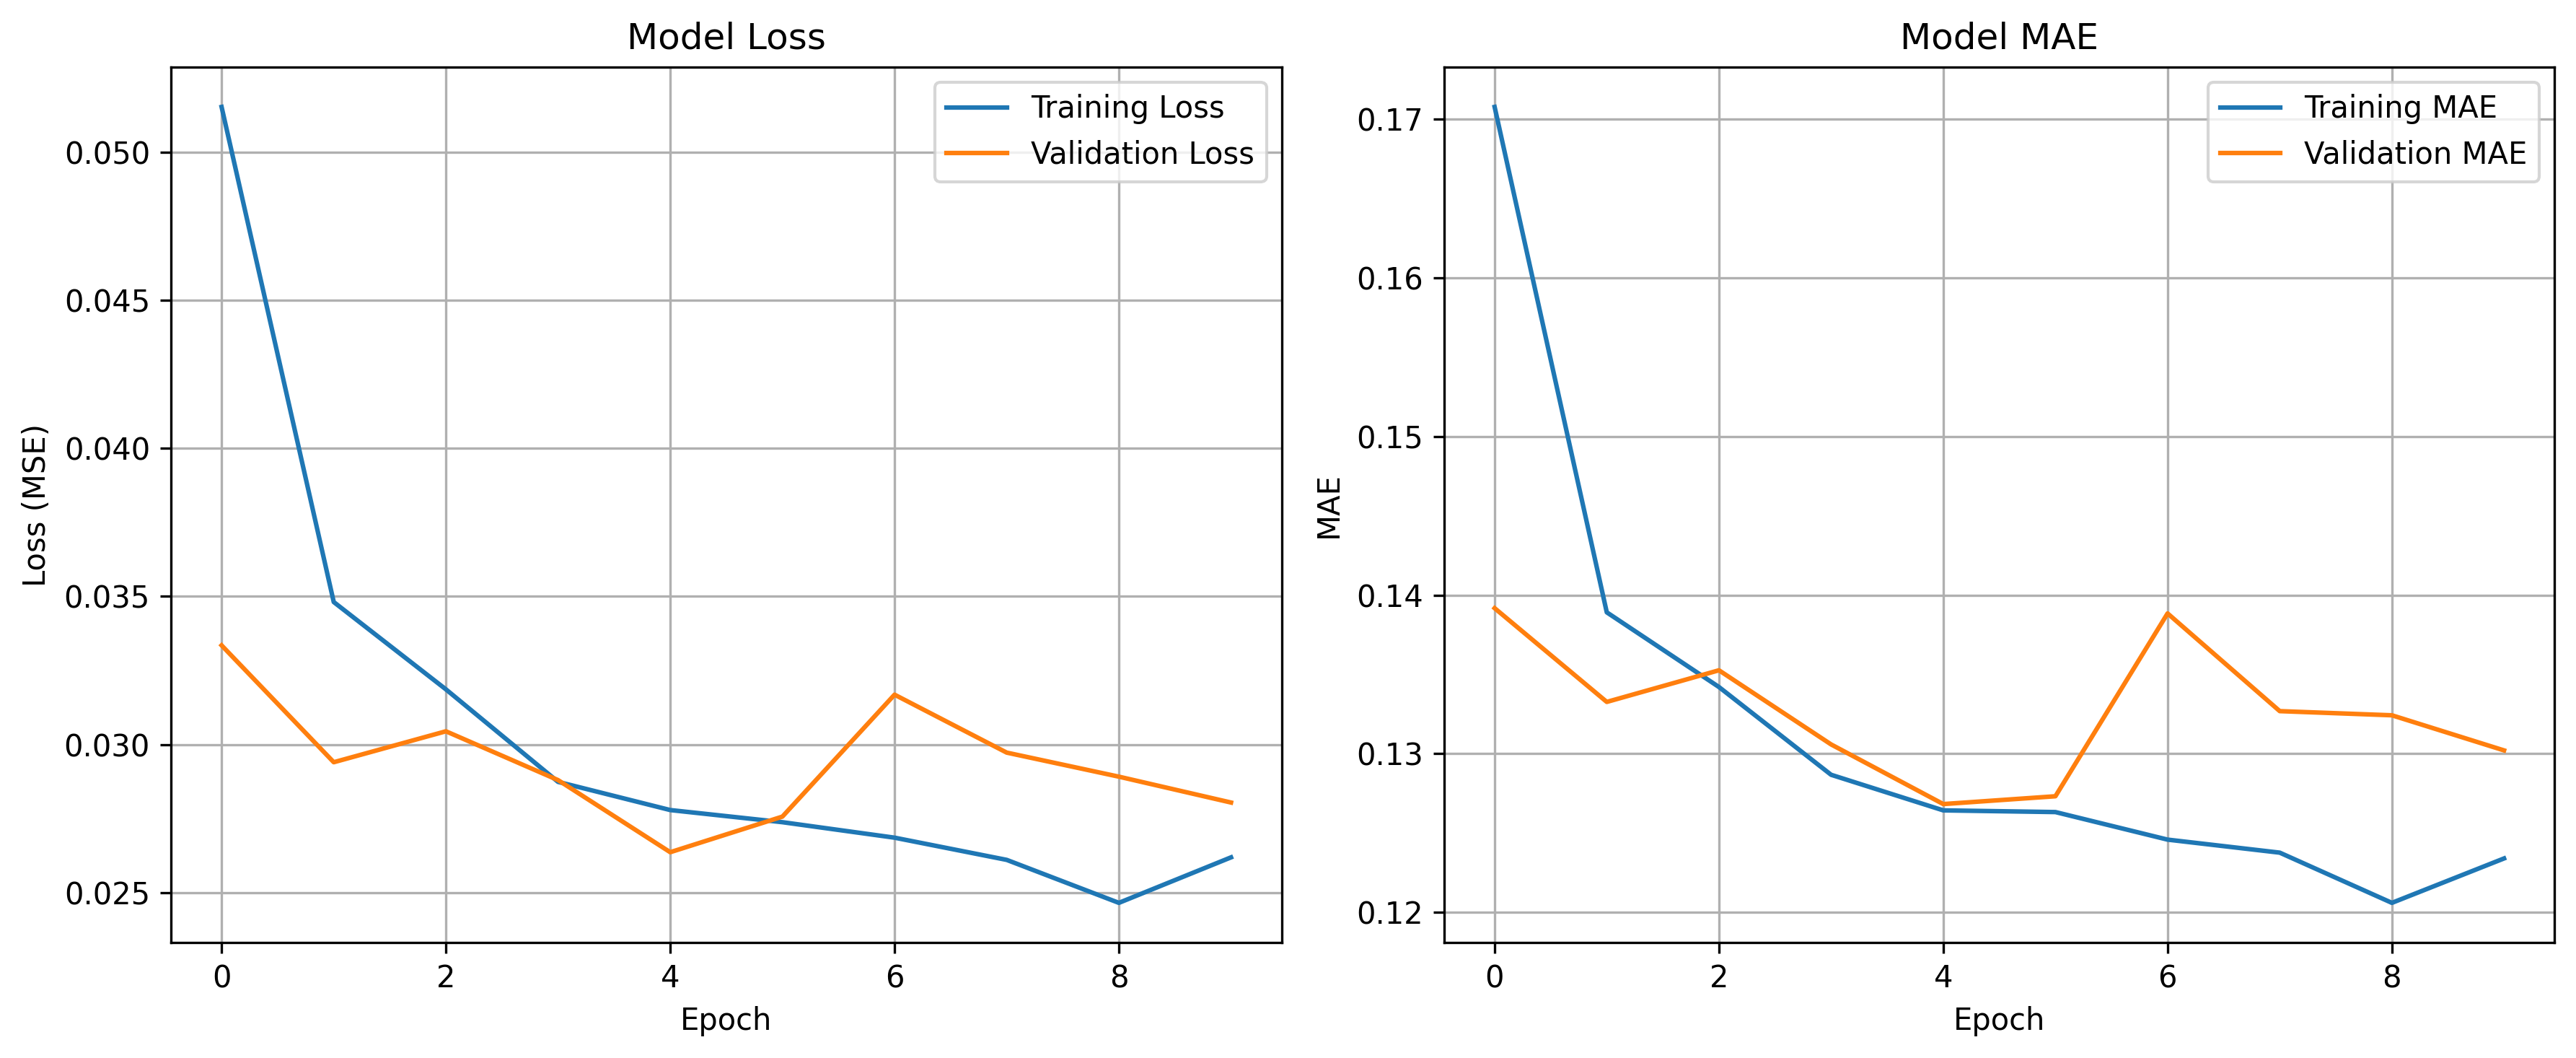 Model Loss
Training Loss
Validation Loss
0.050
0.045
0.040
0.035
0.030
0.025
Loss (MSE)
0 2 4 6 8
Epoch
Model MAE
Training MAE
Validation MAE
0.17
0.16
0.15
0.14
0.13
0.12
MAE
0 2 4 6 8
Epoch